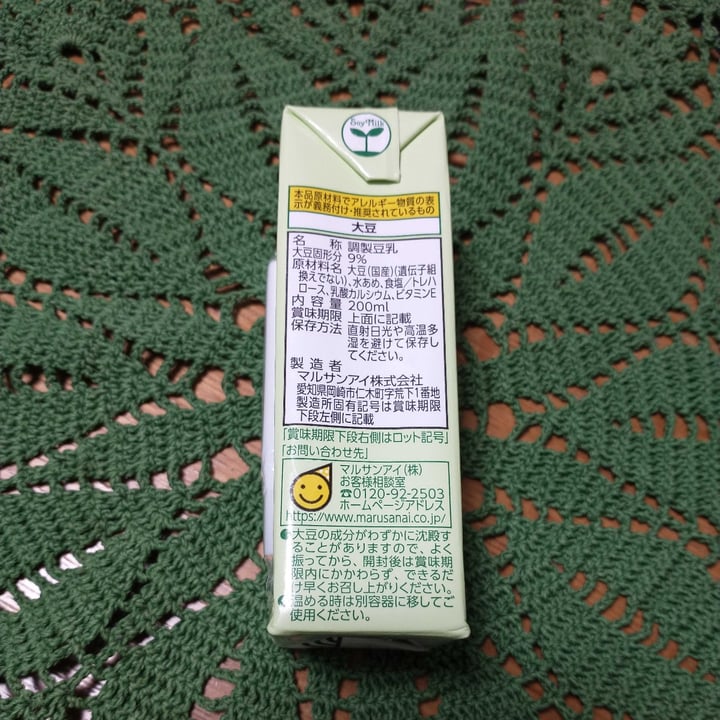 Soy Milk
本品原材料でアレルギー物質の表
示が義務付け・推奨されているもの
大豆
名称 調製豆乳
大豆固形分 9%
原材料名 大豆(国産)(遺伝子組
換えでない)、水あめ、食塩/トレハ
ロース、乳酸カルシウム、ビタミンE
内容量 200ml
賞味期限 上面に記載
保存方法 直射日光や高温多
湿を避けて保存し
てください。
製造者
マルサンアイ株式会社
愛知県岡崎市仁木町字荒下1番地
製造所固有記号は賞味期限
下段左側に記載
「賞味期限下段右側はロット記号」
「お問い合わせ先」
マルサンアイ(株)
お客様相談室
☎0120-92-2503
ホームページアドレス
https://www.marusanai.co.jp/
●大豆の成分がわずかに沈殿す
ることがありますので、よく
振ってから、開封後は賞味期
限内にかかわらず、できるだ
け早くお召し上がりください。
●温める時は別容器に移してご
使用ください。